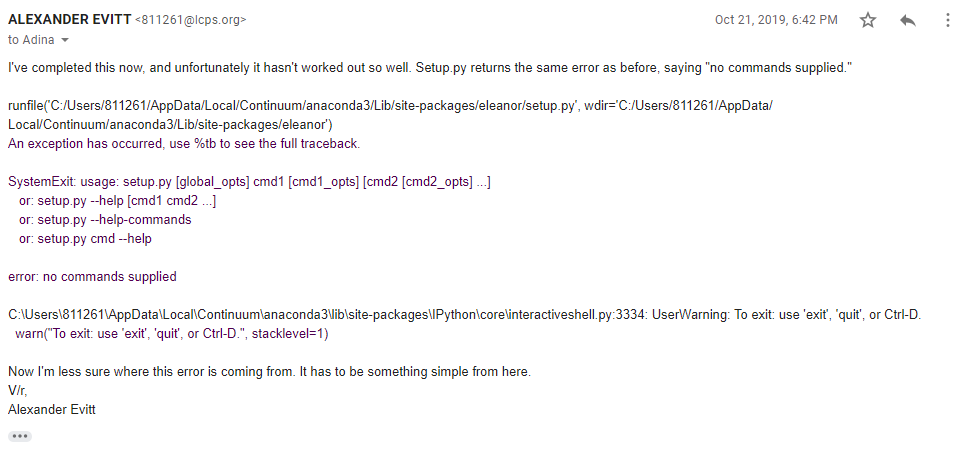 ALEXANDER EVITT <811261@lcps.org>
Oct 21, 2019, 6:42 PM
to Adina
I've completed this now, and unfortunately it hasn't worked out so well. Setup.py returns the same error as before, saying "no commands supplied."
runfile('C:/Users/811261/AppData/Local/Continuum/anaconda3/Lib/site-packages/eleanor/setup.py', wdir='C:/Users/811261/AppData/
Local/Continuum/anaconda3/Lib/site-packages/eleanor')
An exception has occurred, use %tb to see the full traceback.
SystemExit: usage: setup.py [global_opts] cmd1 [cmd1_opts] [cmd2 [cmd2_opts] ...]
or: setup.py --help [cmd1 cmd2 ...]
or: setup.py --help-commands
or: setup.py cmd --help
error: no commands supplied
C:\Users\811261\AppData\Local\Continuum\anaconda3\lib\site-packages\IPython\core\interactiveshell.py:3334: UserWarning: To exit: use 'exit', 'quit', or Ctrl-D.
warn("To exit: use 'exit', 'quit', or Ctrl-D.", stacklevel=1)
Now I'm less sure where this error is coming from. It has to be something simple from here.
V/r,
Alexander Evitt